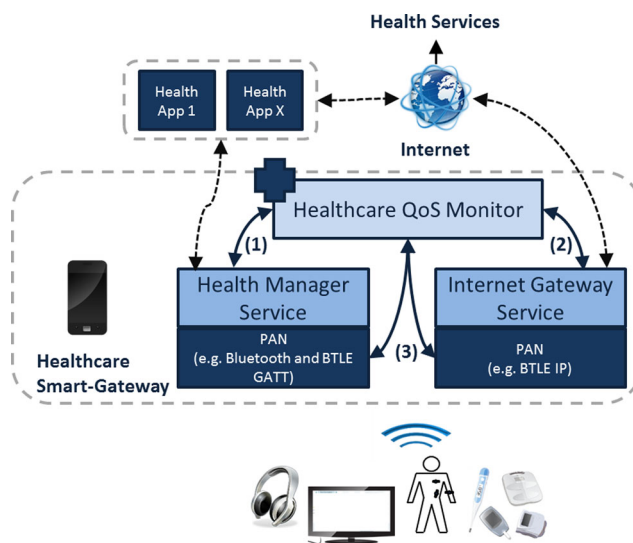 Health Services
Health
App 1
Health
App X
Internet
Healthcare QoS Monitor
(1)
(2)
Health Manager
Service
Internet Gateway
Service
PAN
(e.g. Bluetooth and BTLE
GATT)
(3)
PAN
(e.g. BTLE IP)
Healthcare
Smart-Gateway